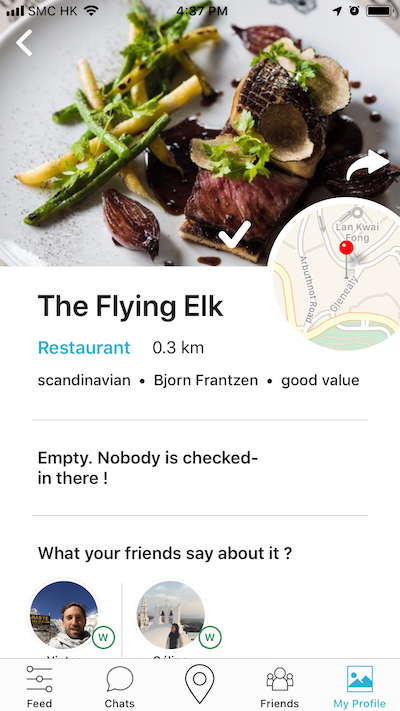 SMC HK
4:37 PM
Lan Kwai
Fong
Arbuthnot Road
Glenealy
The Flying Elk
Restaurant 0.3 km
scandinavian • Bjorn Frantzen • good value
Empty. Nobody is checked-
in there !
What your friends say about it ?
W
W
Feed
Chats
Friends
My Profile